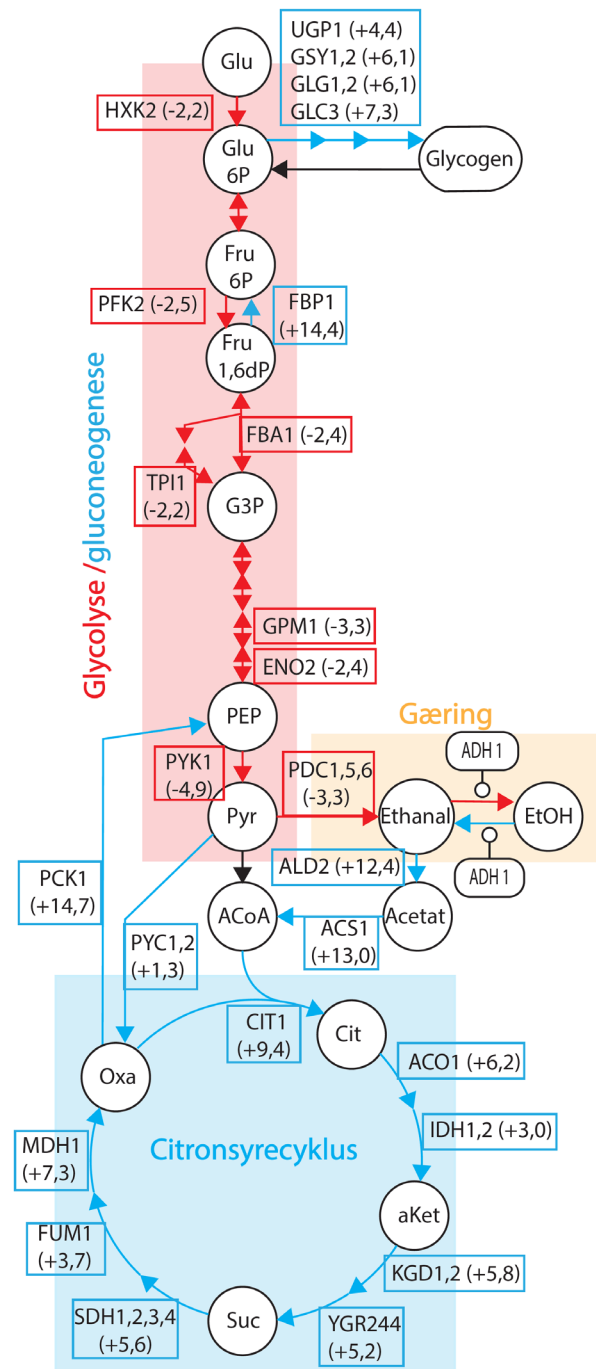 UGP1 (+4,4)
GSY1,2 (+6,1)
GLG1,2 (+6,1)
GLC3 (+7,3)
Glu
HXK2 (-2,2)
Glu
6P
Glycogen
Fru
6P
PFK2 (-2,5)
FBP1
(+14,4)
Fru
1,6dP
FBA1 (-2,4)
TPI1
(-2,2)
G3P
Glycolyse / gluconeogenese
GPM1 (-3,3)
ENO2 (-2,4)
PEP
Gæring
PYK1
(-4,9)
PDC1,5,6
(-3,3)
ADH 1
Pyr
Ethanal
EtOH
ALD2 (+12,4)
ADH 1
PCK1
(+14,7)
ACoA
Acetat
PYC1,2
(+1,3)
ACS1
(+13,0)
CIT1
(+9,4)
Cit
Oxa
ACO1 (+6,2)
IDH1,2 (+3,0)
MDH1
(+7,3)
Citronsyrecyklus
aKet
FUM1
(+3,7)
KGD1,2 (+5,8)
SDH1,2,3,4
(+5,6)
Suc
YGR244
(+5,2)